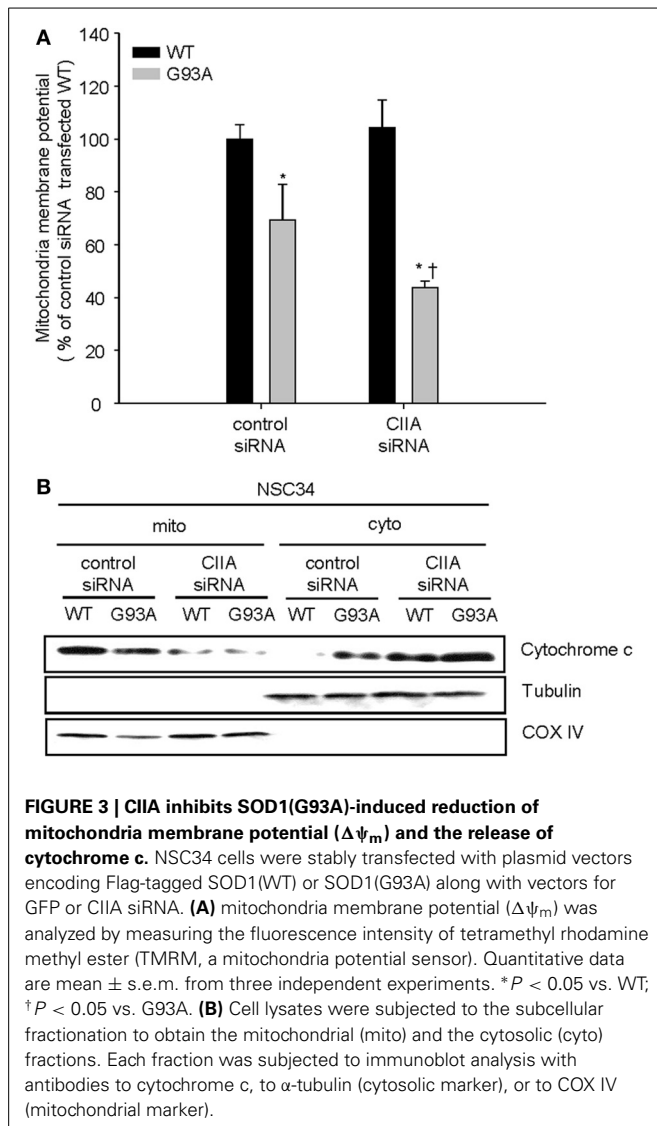 A
Mitochondria membrane potential
( % of control siRNA transfected WT)
140
120
100
80
60
40
20
0
WT
G93A
*
* †
control
siRNA
CIIA
siRNA
B
NSC34
mito
cyto
control
siRNA
CIIA
siRNA
control
siRNA
CIIA
siRNA
WT G93A WT G93A WT G93A WT G93A
Cytochrome c
Tubulin
COX IV
FIGURE 3 | CIIA inhibits SOD1(G93A)-induced reduction of
mitochondria membrane potential (Δψm) and the release of
cytochrome c. NSC34 cells were stably transfected with plasmid vectors
encoding Flag-tagged SOD1(WT) or SOD1(G93A) along with vectors for
GFP or CIIA siRNA. (A) mitochondria membrane potential (Δψm) was
analyzed by measuring the fluorescence intensity of tetramethyl rhodamine
methyl ester (TMRM, a mitochondria potential sensor). Quantitative data
are mean ± s.e.m. from three independent experiments. *P < 0.05 vs. WT;
†P < 0.05 vs. G93A. (B) Cell lysates were subjected to the subcellular
fractionation to obtain the mitochondrial (mito) and the cytosolic (cyto)
fractions. Each fraction was subjected to immunoblot analysis with
antibodies to cytochrome c, to α-tubulin (cytosolic marker), or to COX IV
(mitochondrial marker).